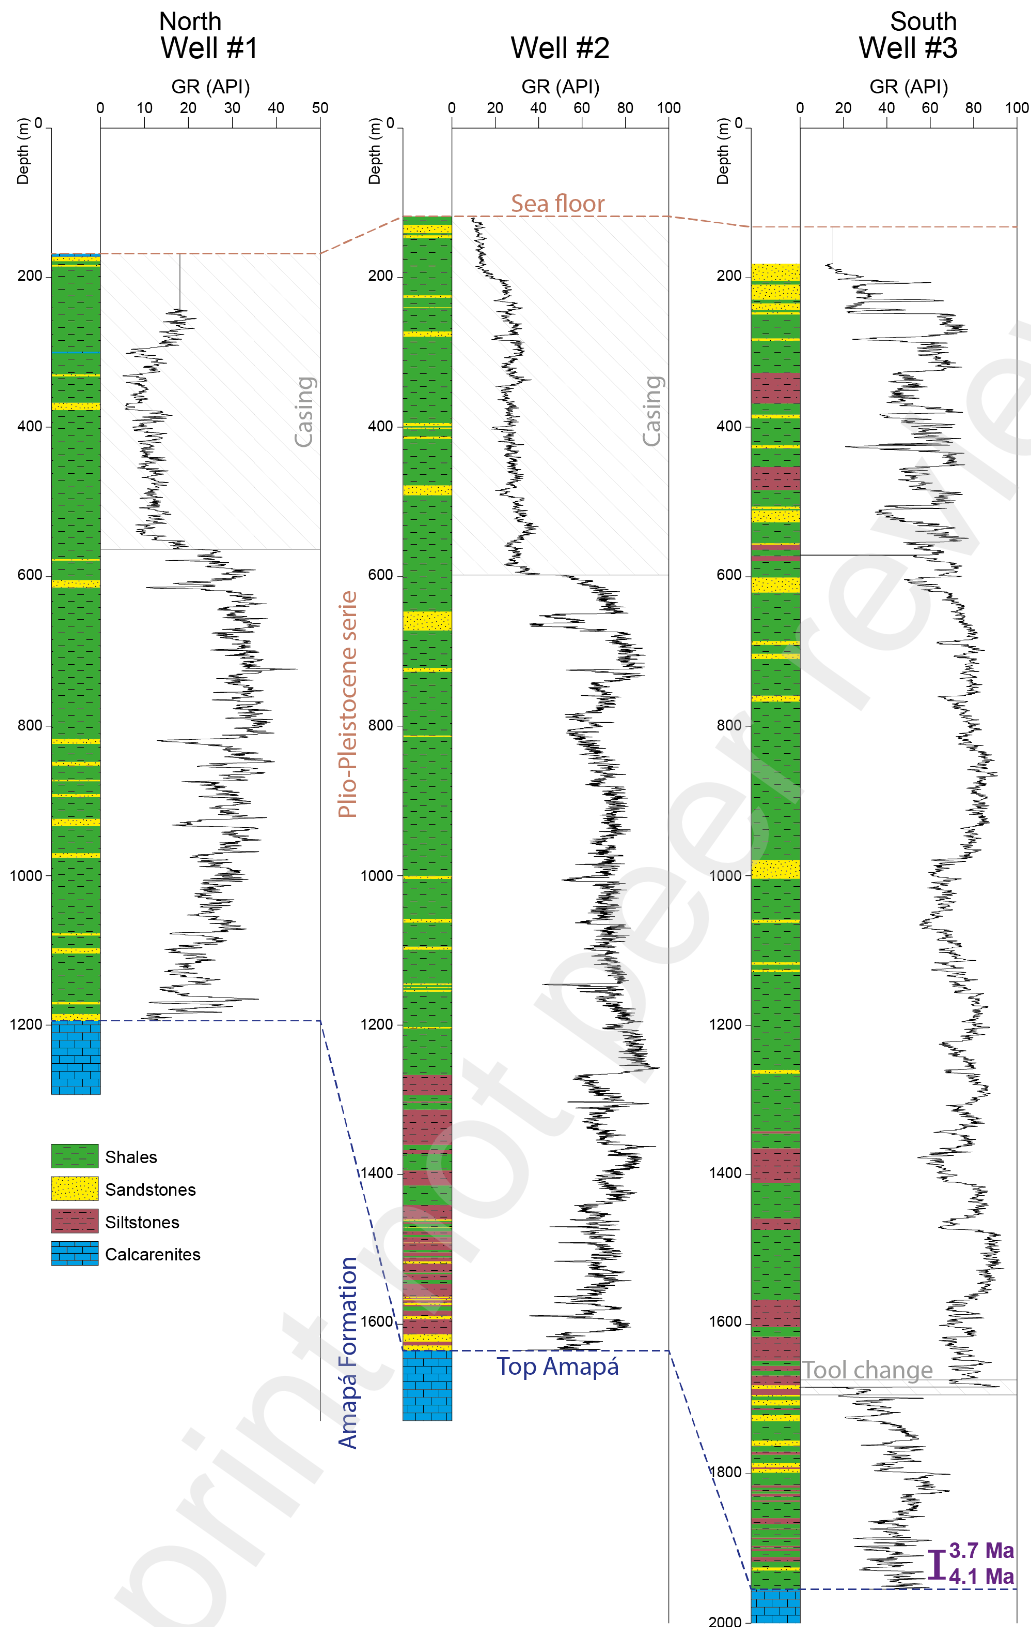 North
South
Well #1
Well #2
Well #3
GR (API)
GR (API)
GR (API)
0 10 20 30 40 50
0 20 40 60 80 100
0 20 40 60 80 100
Depth (m)
0
200
400
600
800
1000
1200
Depth (m)
0
200
400
600
800
1000
1200
1400
1600
Depth (m)
0
200
400
600
800
1000
1200
1400
1600
1800
2000
Sea floor
Casing
Casing
Plio-Pleistocene serie
Amapá Formation
Top Amapá
Tool change
3.7 Ma
4.1 Ma
Shales
Sandstones
Siltstones
Calcarenites
print not peer review